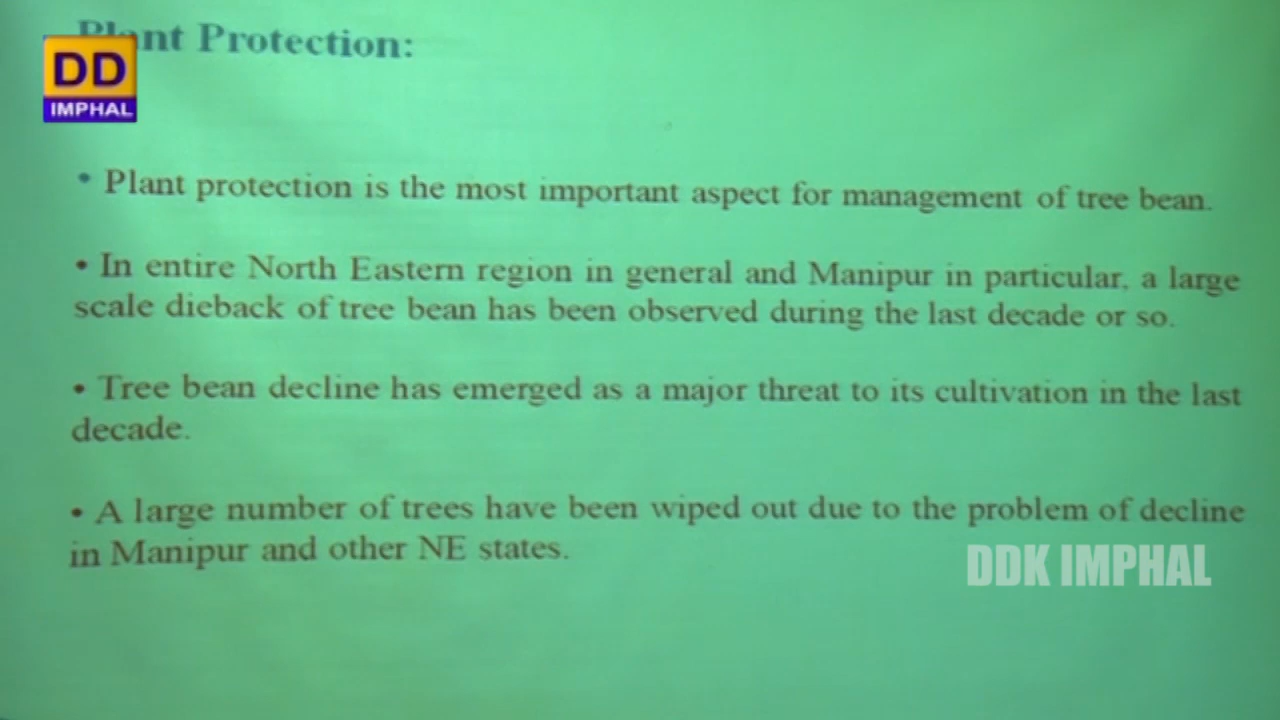 Plant Protection:
DD
IMPHAL
• Plant protection is the most important aspect for management of tree bean.
• In entire North Eastern region in general and Manipur in particular, a large
scale dieback of tree bean has been observed during the last decade or so.
• Tree bean decline has emerged as a major threat to its cultivation in the last
decade.
• A large number of trees have been wiped out due to the problem of decline
in Manipur and other NE states.
DDK IMPHAL